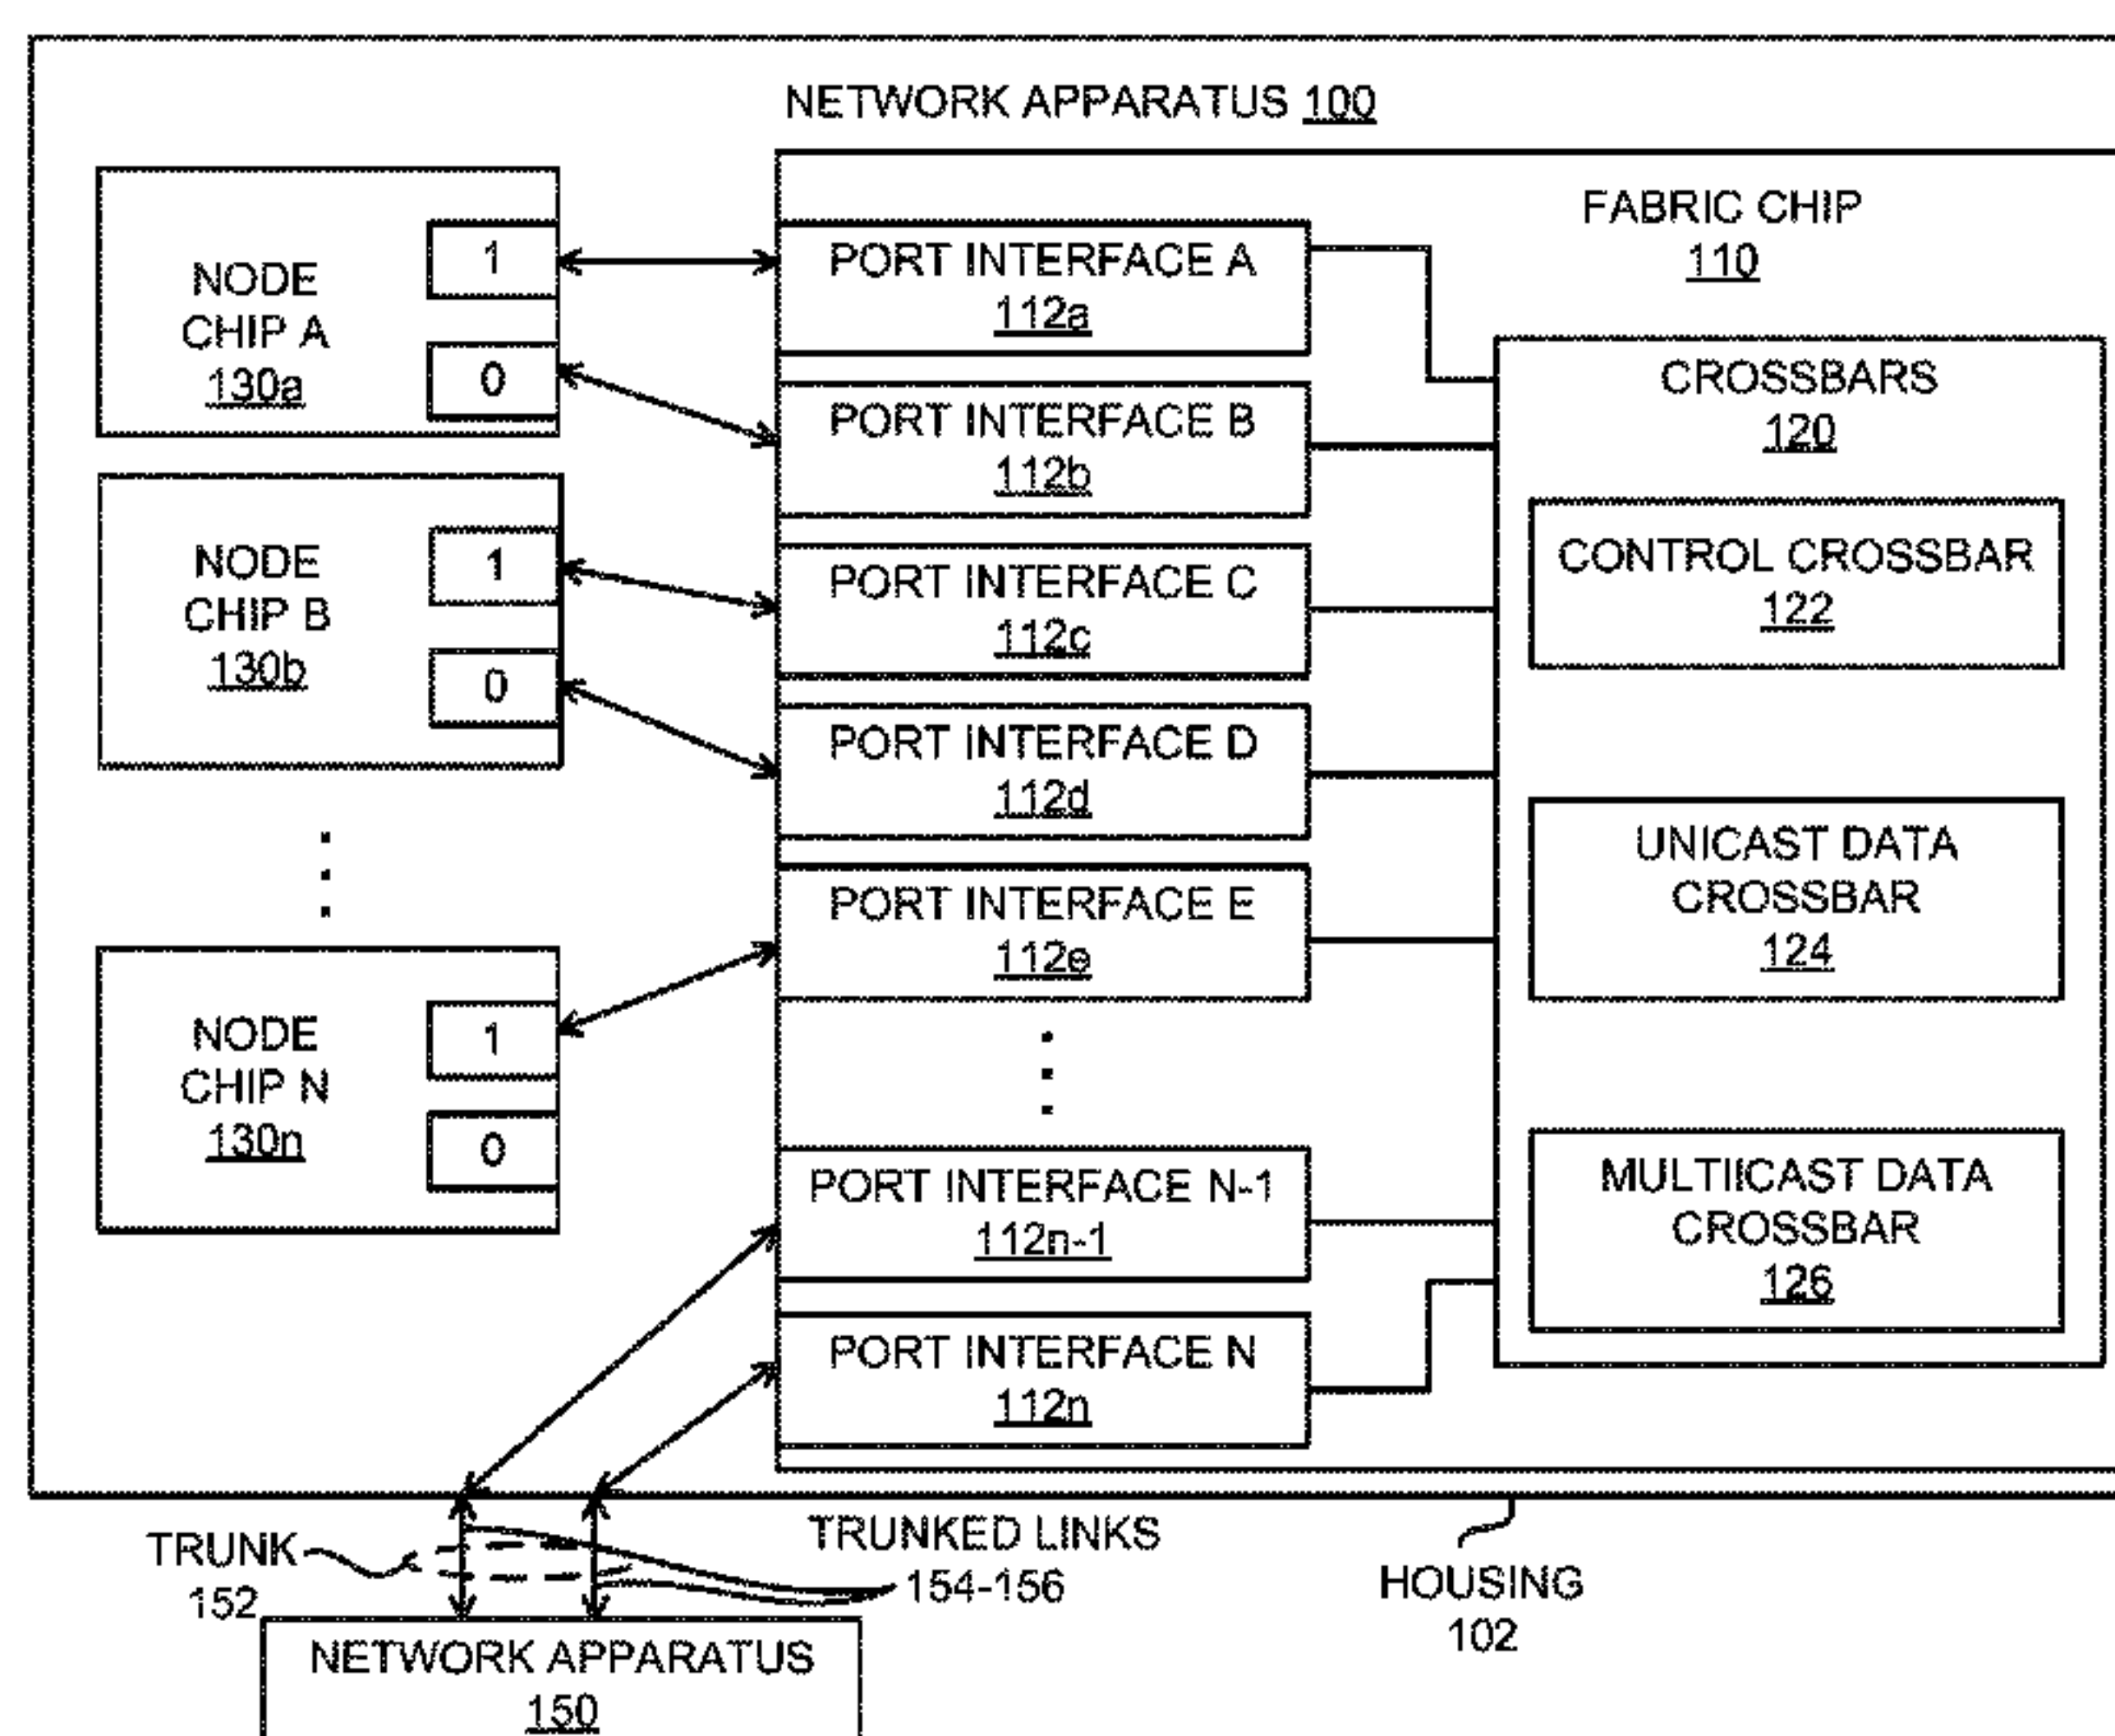 NETWORK APPARATUS 100
FABRIC CHIP
110
NODE
CHIP A
130a
1
0
NODE
CHIP B
130b
1
0
NODE
CHIP N
130n
1
0
PORT INTERFACE A
112a
PORT INTERFACE B
112b
PORT INTERFACE C
112c
PORT INTERFACE D
112d
PORT INTERFACE E
112e
PORT INTERFACE N-1
112n-1
PORT INTERFACE N
112n
CROSSBARS
120
CONTROL CROSSBAR
122
UNICAST DATA
CROSSBAR
124
MULTIICAST DATA
CROSSBAR
126
TRUNK
152
TRUNKED LINKS
154-156
HOUSING
102
NETWORK APPARATUS
150